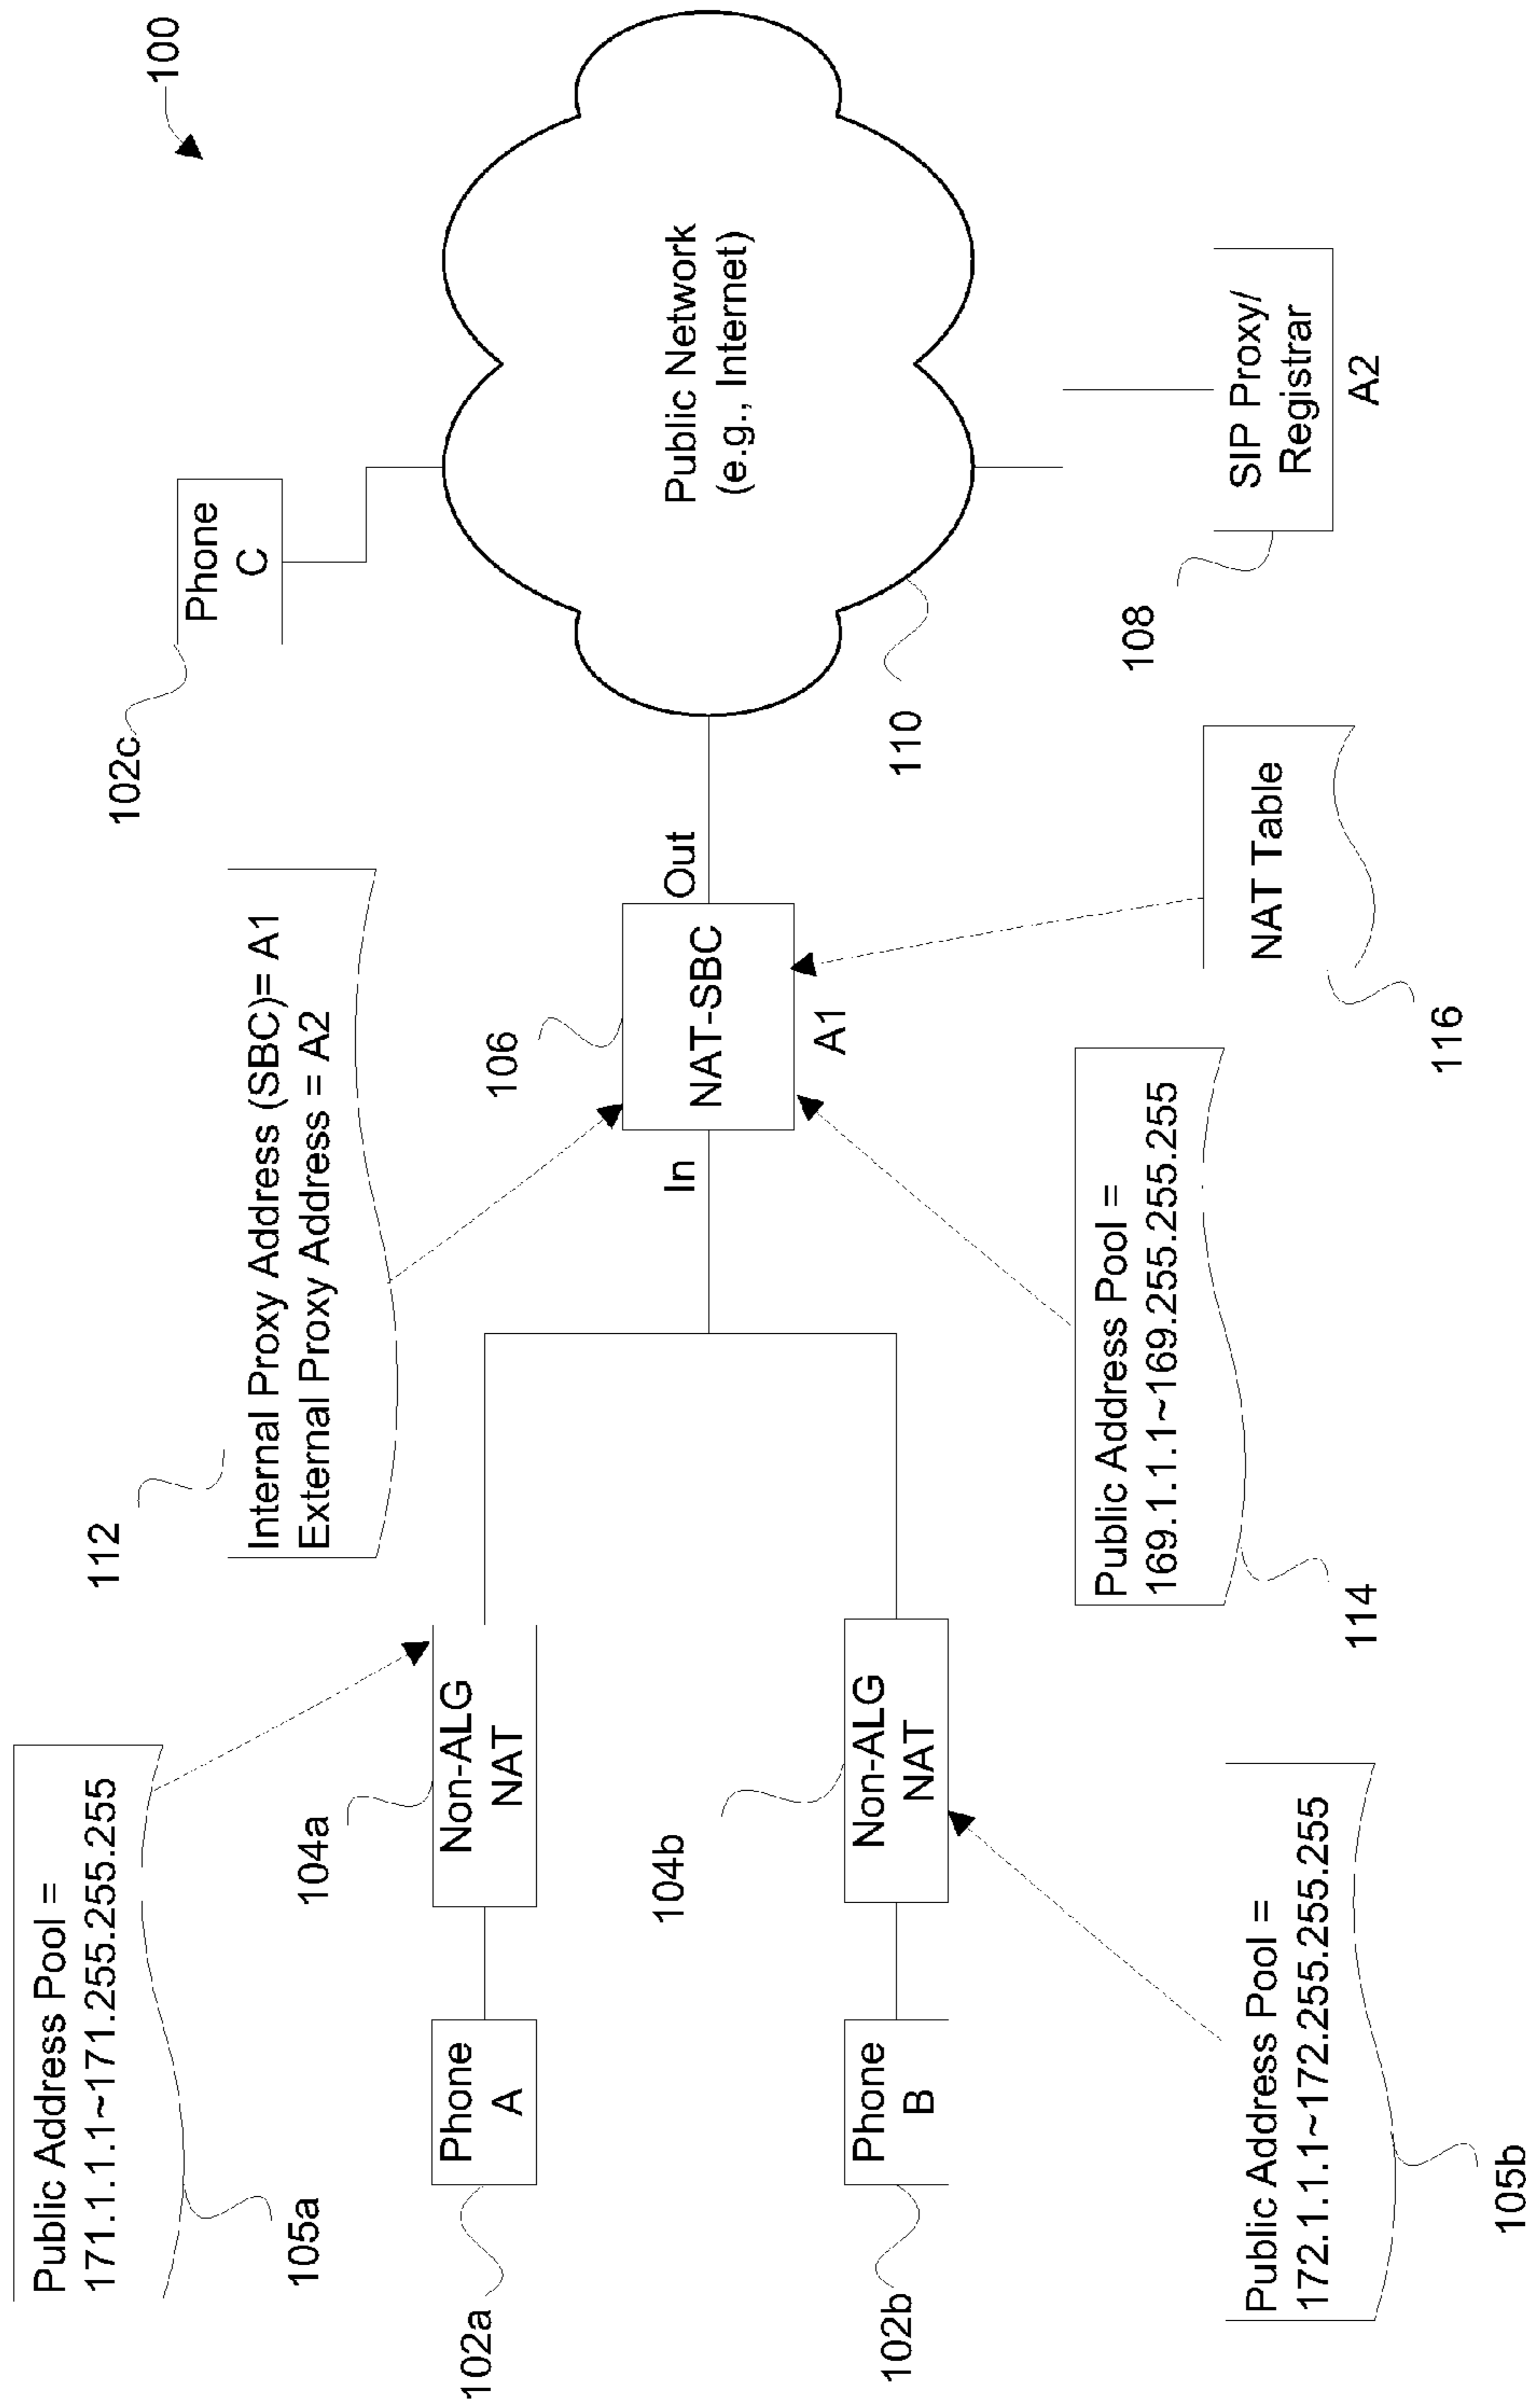 100
Phone
C
102c
Public Network
(e.g., Internet)
110
SIP Proxy/
Registrar
A2
108
Internal Proxy Address (SBC)= A1
External Proxy Address = A2
112
106
NAT-SBC
In
Out
A1
NAT Table
116
Public Address Pool =
169.1.1.1~169.255.255.255
114
Public Address Pool =
171.1.1.1~171.255.255.255
105a
104a
Non-ALG
NAT
Phone
A
102a
104b
Non-ALG
NAT
Phone
B
102b
Public Address Pool =
172.1.1.1~172.255.255.255
105b